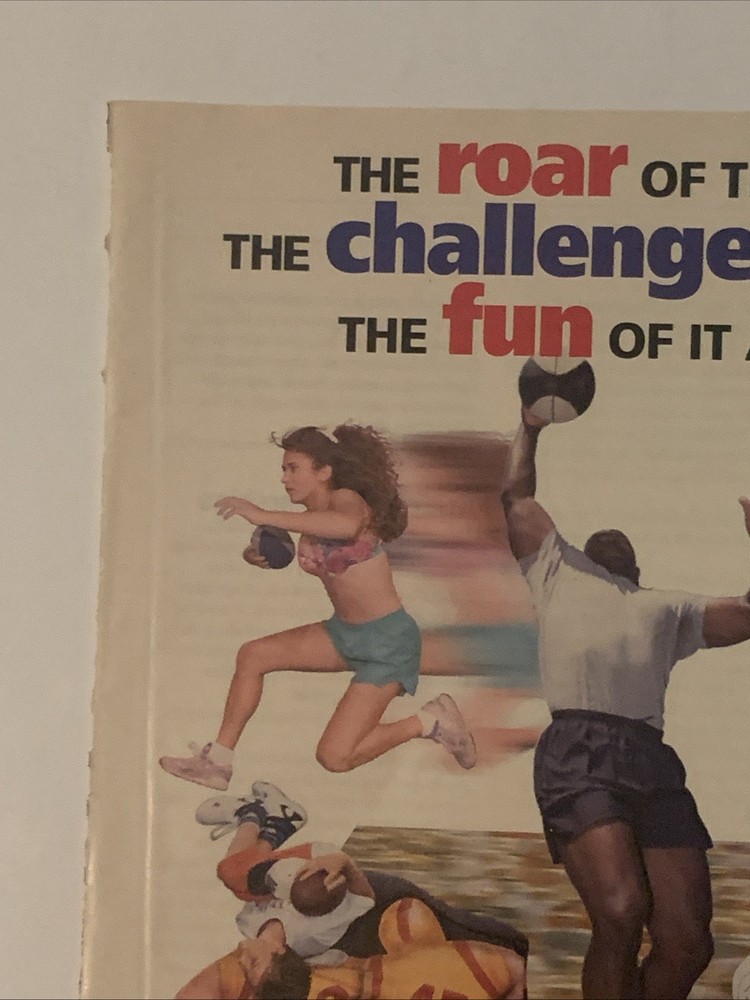 THE roar OF T
THE challenge
THE fun OF IT